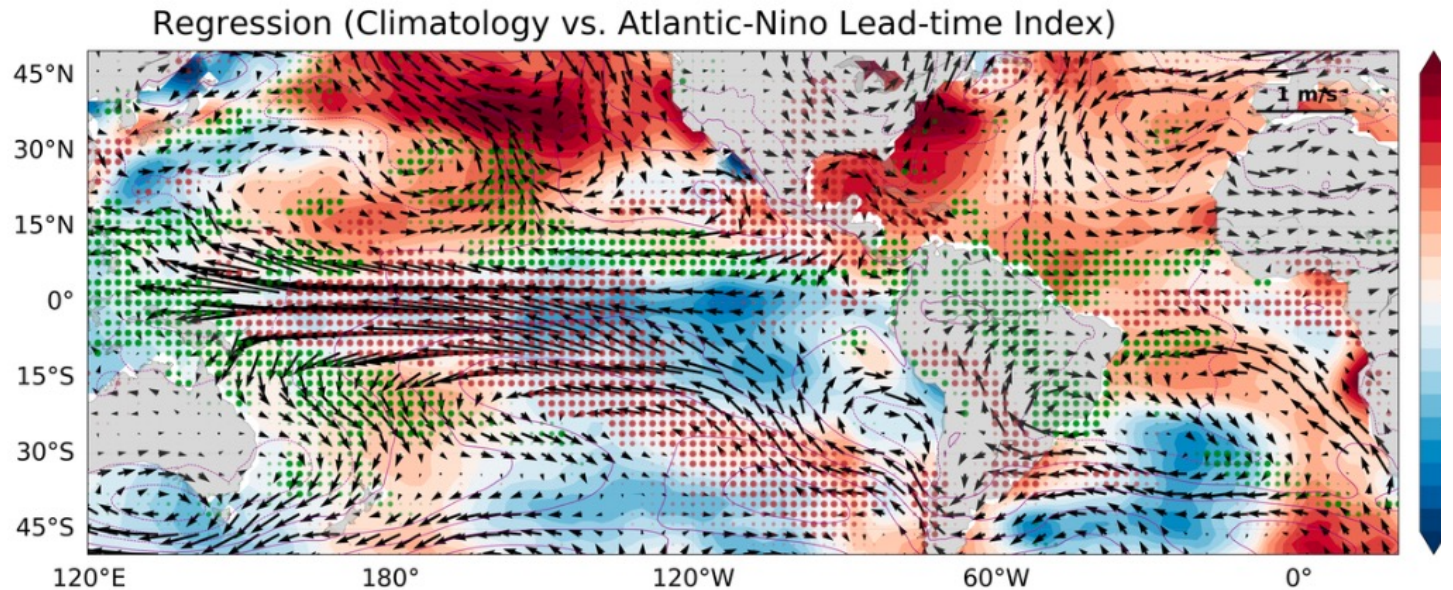 Regression (Climatology vs. Atlantic-Nino Lead-time Index)
45°N
1 m/s
30°N
15°N
0°
15°S
30°S
45°S
120°E 180° 120°W 60°W 0°